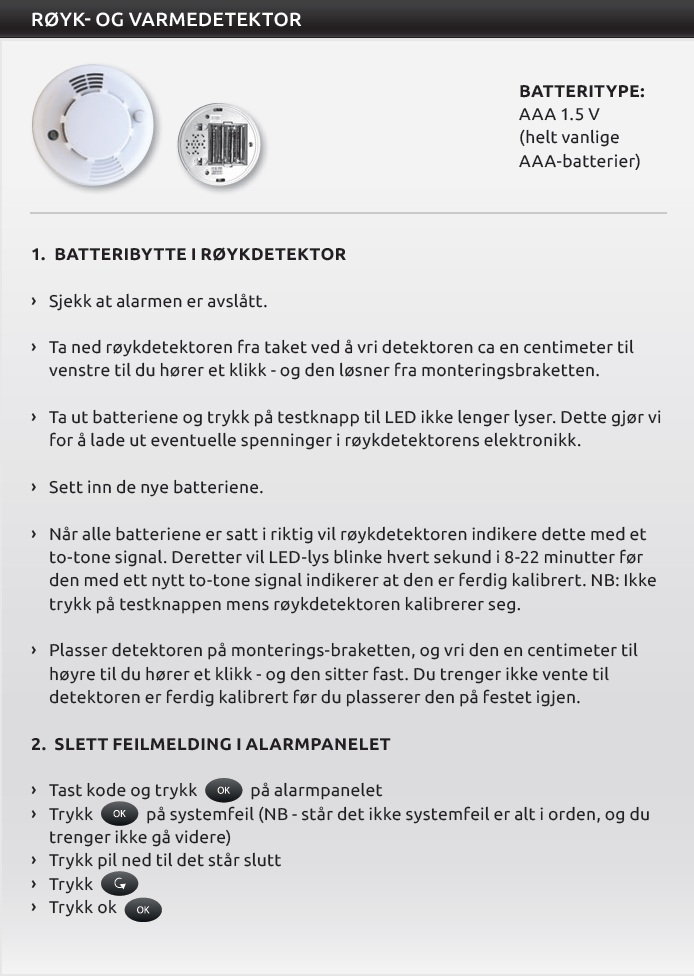 RØYK- OG VARMEDETEKTOR
BATTERITYPE:
AAA 1.5 V
(helt vanlige
AAA-batterier)
1. BATTERIBYTTE I RØYKDETEKTOR
› Sjekk at alarmen er avslått.
› Ta ned røykdetektoren fra taket ved å vri detektoren ca en centimeter til
venstre til du hører et klikk - og den løsner fra monteringsbraketten.
› Ta ut batteriene og trykk på testknapp til LED ikke lenger lyser. Dette gjør vi
for å lade ut eventuelle spenninger i røykdetektorens elektronikk.
› Sett inn de nye batteriene.
› Når alle batteriene er satt i riktig vil røykdetektoren indikere dette med et
to-tone signal. Deretter vil LED-lys blinke hvert sekund i 8-22 minutter før
den med ett nytt to-tone signal indikerer at den er ferdig kalibrert. NB: Ikke
trykk på testknappen mens røykdetektoren kalibrerer seg.
› Plasser detektoren på monterings-braketten, og vri den en centimeter til
høyre til du hører et klikk - og den sitter fast. Du trenger ikke vente til
detektoren er ferdig kalibrert før du plasserer den på festet igjen.
2. SLETT FEILMELDING I ALARMPANELET
› Tast kode og trykk OK på alarmpanelet
› Trykk OK på systemfeil (NB - står det ikke systemfeil er alt i orden, og du
trenger ikke gå videre)
› Trykk pil ned til det står slutt
› Trykk
› Trykk ok OK